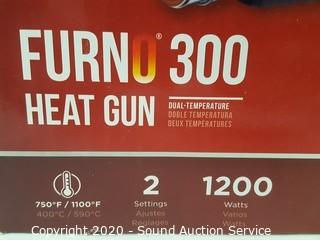 FURNO® 300
HEAT GUN
DUAL-TEMPERATURE
DOBLE TEMPERATURA
DEUX TEMPÉRATURES
750°F / 1100°F
400°C / 590°C
2
Settings
Ajustes
Réglages
1200
Watts
Vatios
Watts
Copyright 2020 - Sound Auction Service